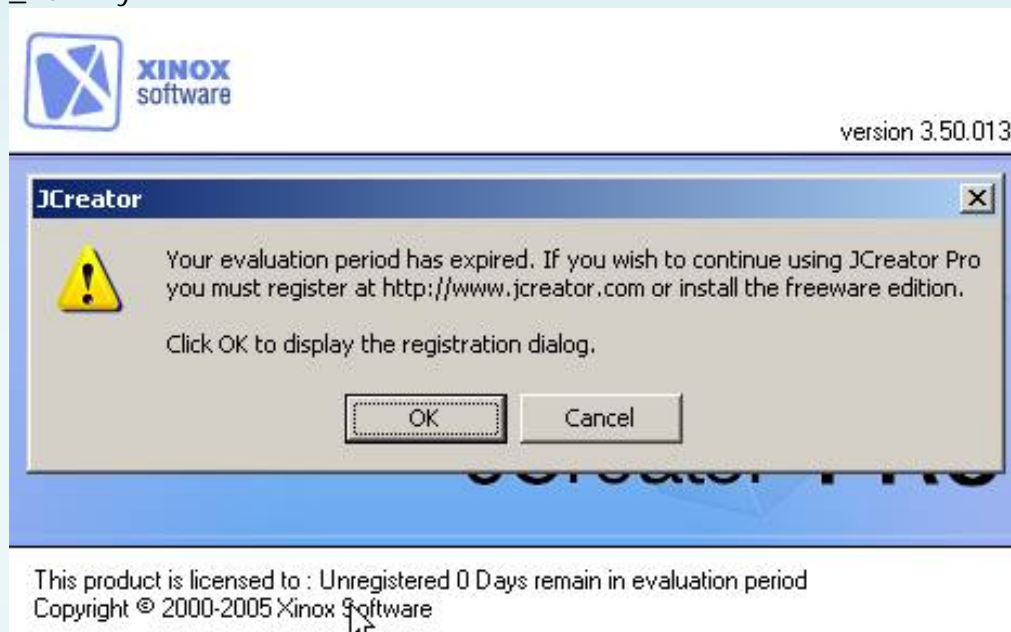 XINOX
software
version 3.50.013
JCreator
Your evaluation period has expired. If you wish to continue using JCreator Pro
you must register at http://www.jcreator.com or install the freeware edition.
Click OK to display the registration dialog.
OK Cancel
JCreator PRO
This product is licensed to : Unregistered 0 Days remain in evaluation period
Copyright © 2000-2005 Xinox Software